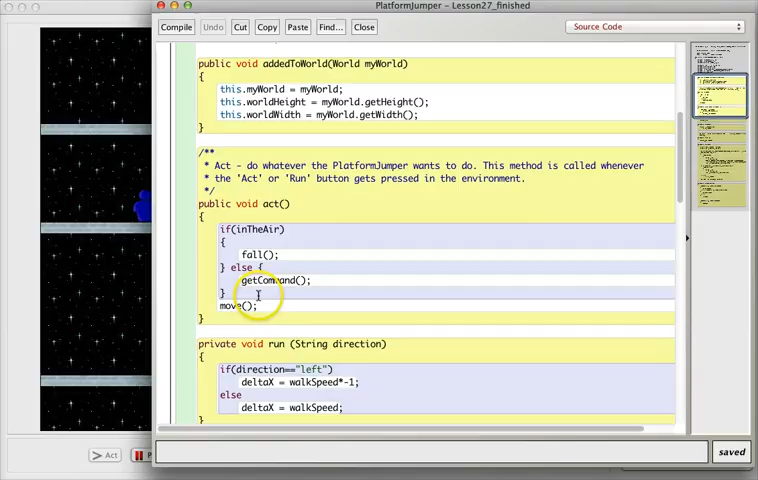 PlatformJumper - Lesson27_finished
Compile Undo Cut Copy Paste Find... Close Source Code
public void addedToWorld(World myWorld)
{
this.myWorld = myWorld;
this.worldHeight = myWorld.getHeight();
this.worldWidth = myWorld.getWidth();
}
/**
* Act - do whatever the PlatformJumper wants to do. This method is called whenever
* the 'Act' or 'Run' button gets pressed in the environment.
*/
public void act()
{
if(inTheAir)
{
fall();
} else {
getCommand();
}
move();
}
private void run (String direction)
{
if(direction=="left")
deltaX = walkSpeed*-1;
else
deltaX = walkSpeed;
}
saved
Act